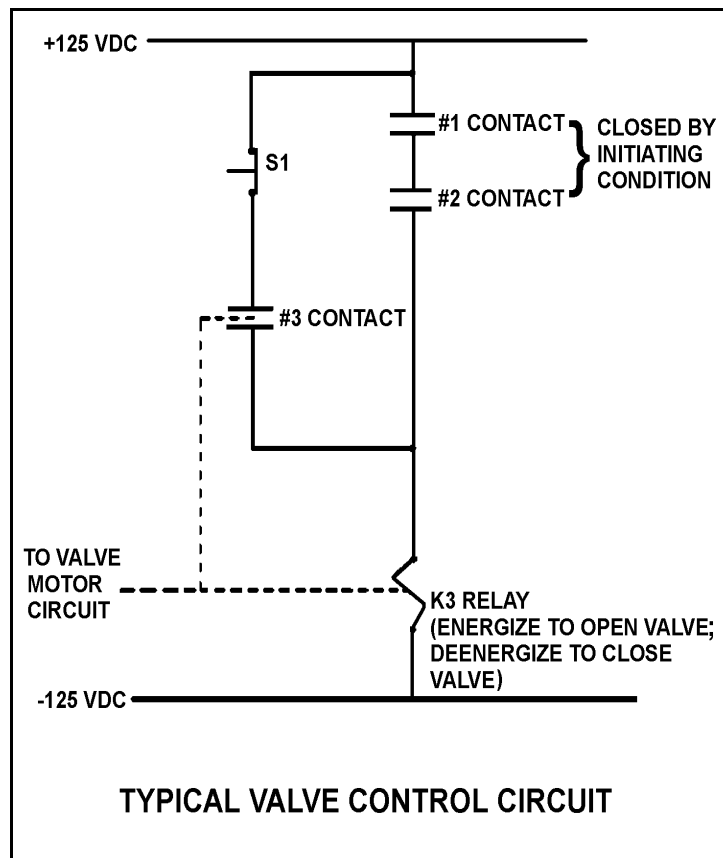 +125 VDC
#1 CONTACT
#2 CONTACT
CLOSED BY
INITIATING
CONDITION
S1
#3 CONTACT
TO VALVE
MOTOR
CIRCUIT
K3 RELAY
(ENERGIZE TO OPEN VALVE;
DEENERGIZE TO CLOSE
VALVE)
-125 VDC
TYPICAL VALVE CONTROL CIRCUIT